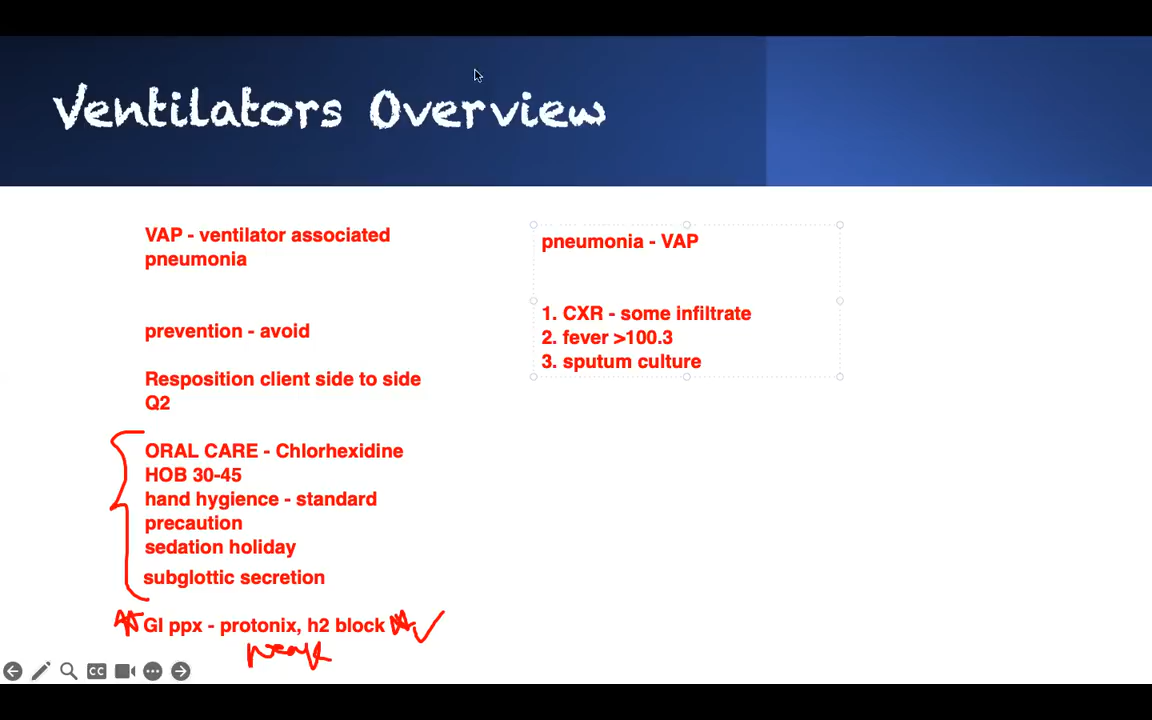 Ventilators Overview
VAP - ventilator associated
pneumonia
prevention - avoid
Resposition client side to side
Q2
ORAL CARE - Chlorhexidine
HOB 30-45
hand hygience - standard
precaution
sedation holiday
subglottic secretion
GI ppx - protonix, h2 block
pneumonia - VAP
1. CXR - some infiltrate
2. fever >100.3
3. sputum culture
CC